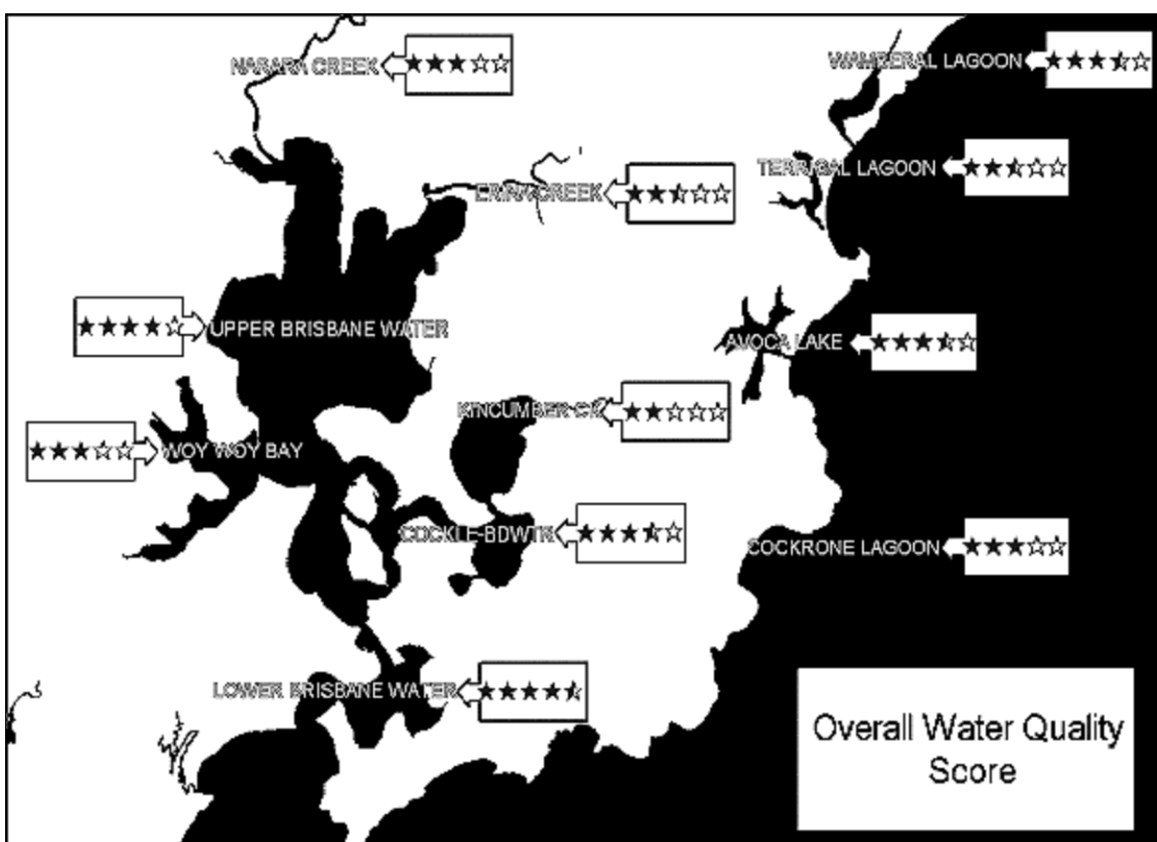 NARARA CREEK ★★★☆☆
WAMBERAL LAGOON
TERRIGAL LAGOON
ERINA CREEK
UPPER BRISBANE WATER
AVOCA LAKE
KINCUMBER CK
WOY WOY BAY
COCKLE-BDWTR
COCKRONE LAGOON
LOWER BRISBANE WATER
Overall Water Quality
Score